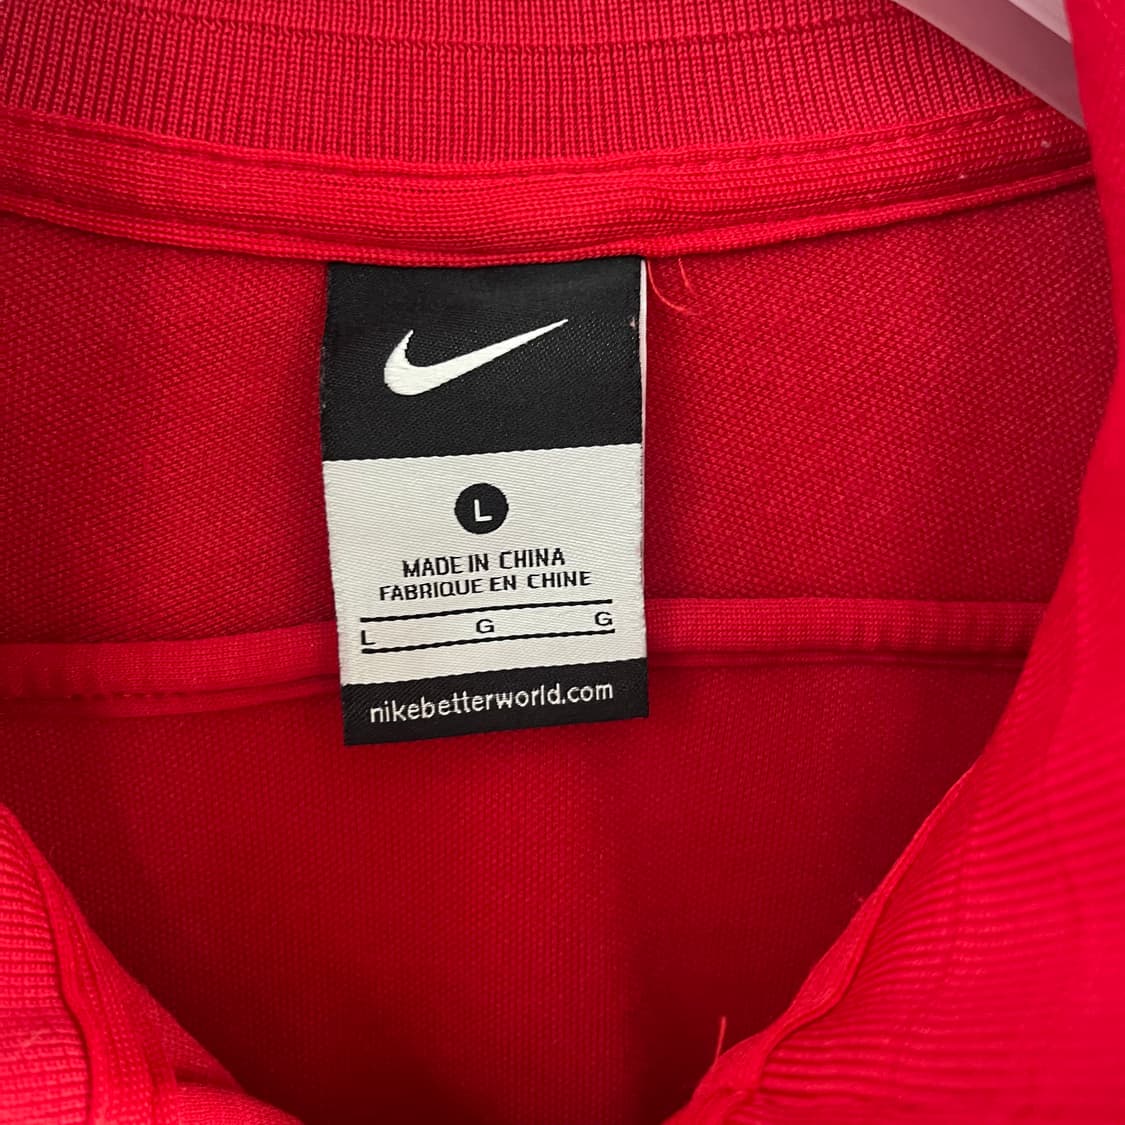 L
MADE IN CHINA
FABRIQUE EN CHINE
L G G
nikebetterworld.com